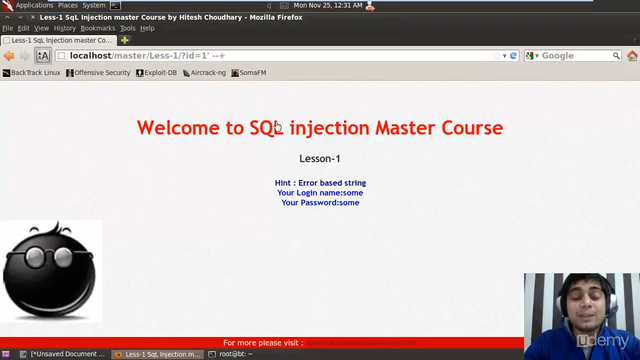 Applications Places System
Mon Nov 25, 12:31 AM
Less-1 SqL Injection master Course by Hitesh Choudhary - Mozilla Firefox
File Edit View History Bookmarks Tools Help
Less-1 SqL Injection master Co...
localhost/master/Less-1/?id=1' --+
Google
BackTrack Linux Offensive Security Exploit-DB Aircrack-ng SomaFM
Welcome to SQL injection Master Course
Lesson-1
Hint : Error based string
Your Login name:some
Your Password:some
udemy
For more please visit :
[*Unsaved Document ... Less-1 SqL Injection m... root@bt: ~